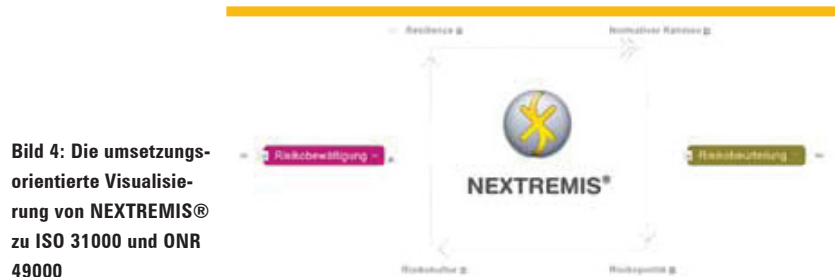 Resilience
Normativer Rahmen
Risikobewältigung
NEXTREMIS®
Risikobeurteilung
Bild 4: Die umsetzungs-
orientierte Visualisie-
rung von NEXTREMIS®
zu ISO 31000 und ONR
49000
Risikokultur
Risikopolitik